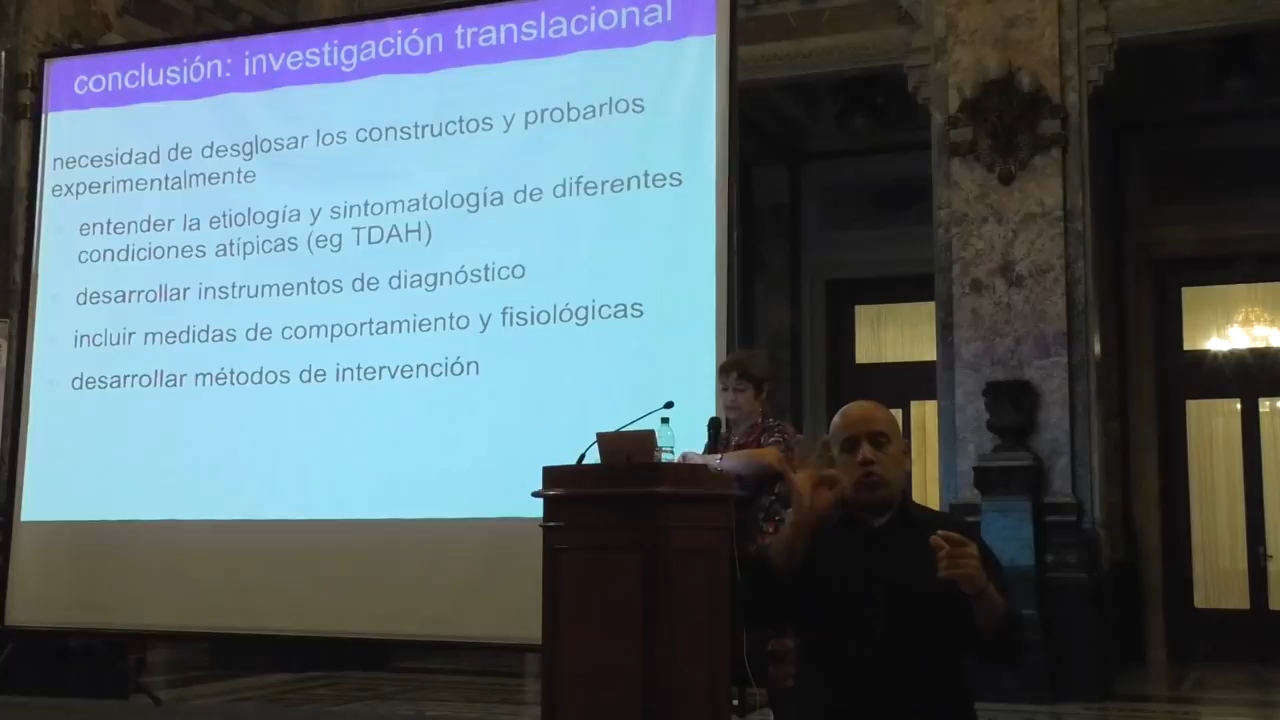 conclusión: investigación translacional
necesidad de desglosar los constructos y probarlos
experimentalmente
entender la etiología y sintomatología de diferentes
condiciones atípicas (eg TDAH)
desarrollar instrumentos de diagnóstico
incluir medidas de comportamiento y fisiológicas
desarrollar métodos de intervención